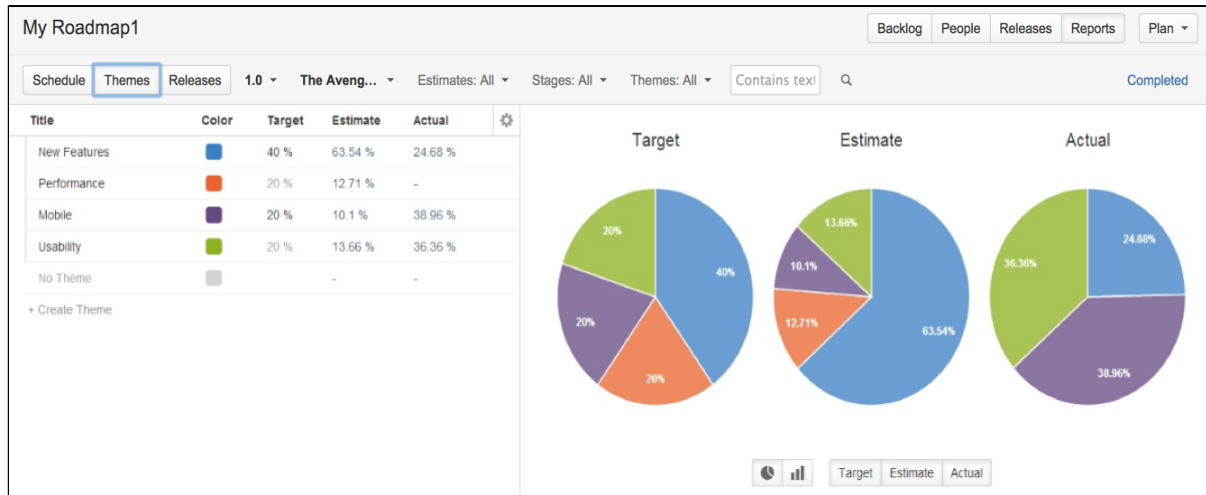 My Roadmap1
Backlog People Releases Reports Plan
Schedule Themes Releases 1.0 The Aveng... Estimates: All Stages: All Themes: All Contains text Completed
Title Color Target Estimate Actual
New Features 40 % 63.54 % 24.68 %
Performance 20 % 12.71 % -
Mobile 20 % 10.1 % 38.96 %
Usability 20 % 13.66 % 36.36 %
No Theme - -
+ Create Theme
Target Estimate Actual
20% 40% 20% 20%
13.66% 10.1% 12.71% 63.54%
24.68% 36.36% 38.96%
Target Estimate Actual